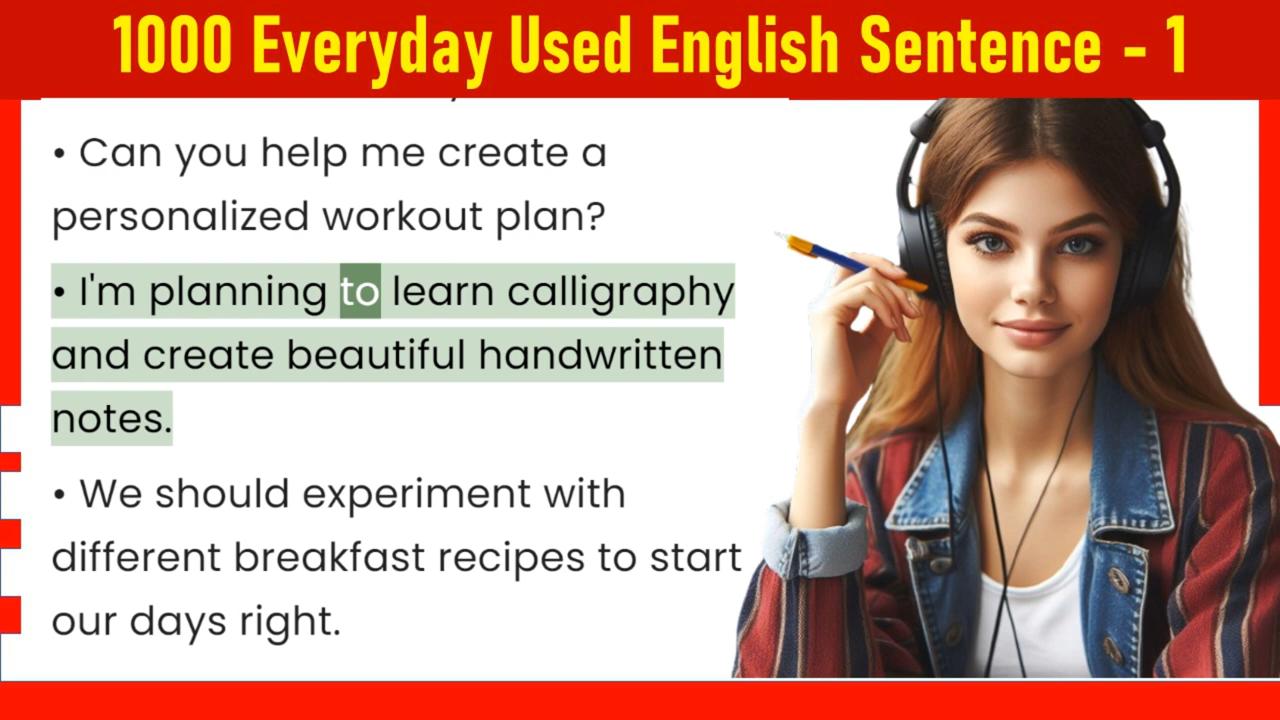 1000 Everyday Used English Sentence - 1
• Can you help me create a
personalized workout plan?
• I'm planning to learn calligraphy
and create beautiful handwritten
notes.
• We should experiment with
different breakfast recipes to start
our days right.